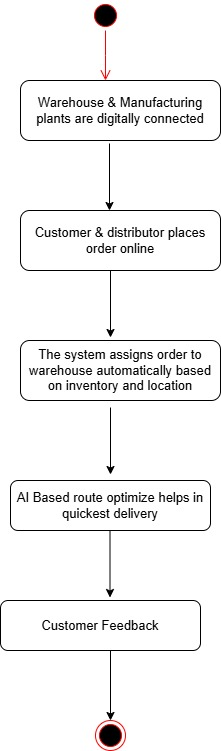 Warehouse & Manufacturing
plants are digitally connected
Customer & distributor places
order online
The system assigns order to
warehouse automatically based
on inventory and location
AI Based route optimize helps in
quickest delivery
Customer Feedback